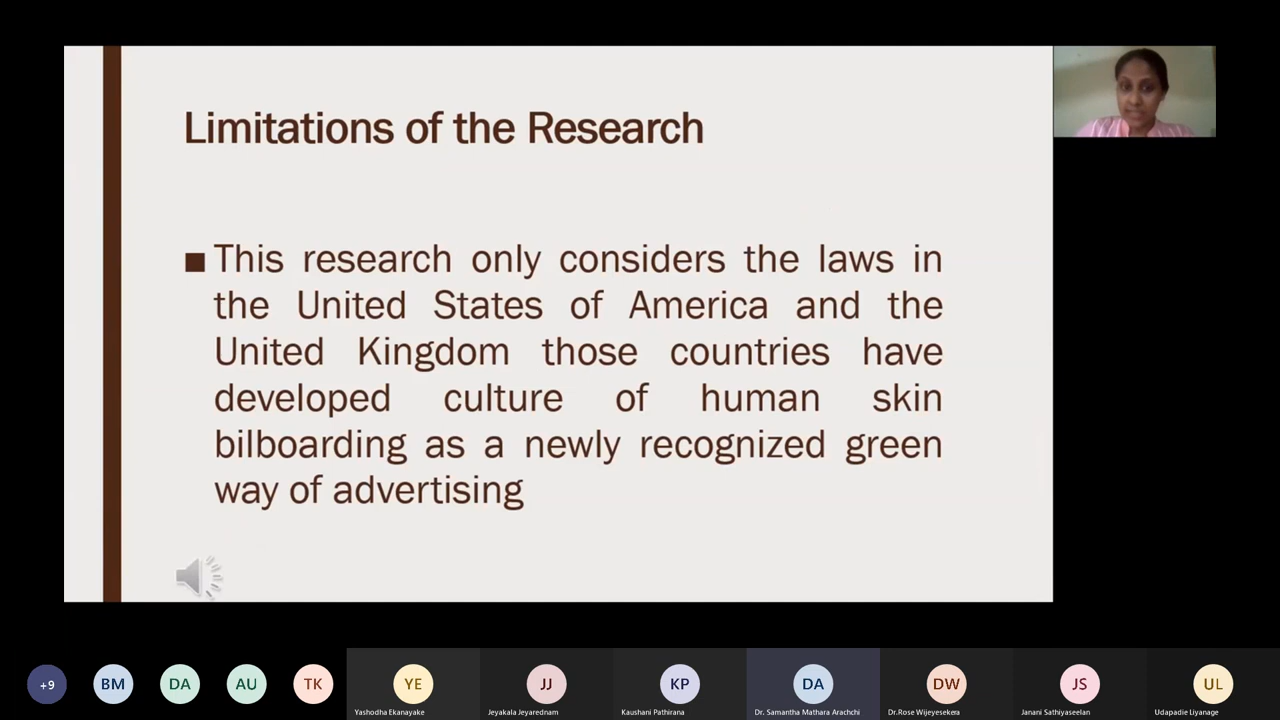 Limitations of the Research
■ This research only considers the laws in
the United States of America and the
United Kingdom those countries have
developed culture of human skin
bilboarding as a newly recognized green
way of advertising
+9
BM
DA
AU
TK
YE
JJ
KP
DA
DW
JS
UL
Yashodha Ekanayake
Jeyakala Jeyarednam
Kaushani Pathirana
Dr. Samantha Mathara Arachchi
Dr.Rose Wijeyesekera
Janani Sathiyaseelan
Udapadie Liyanage